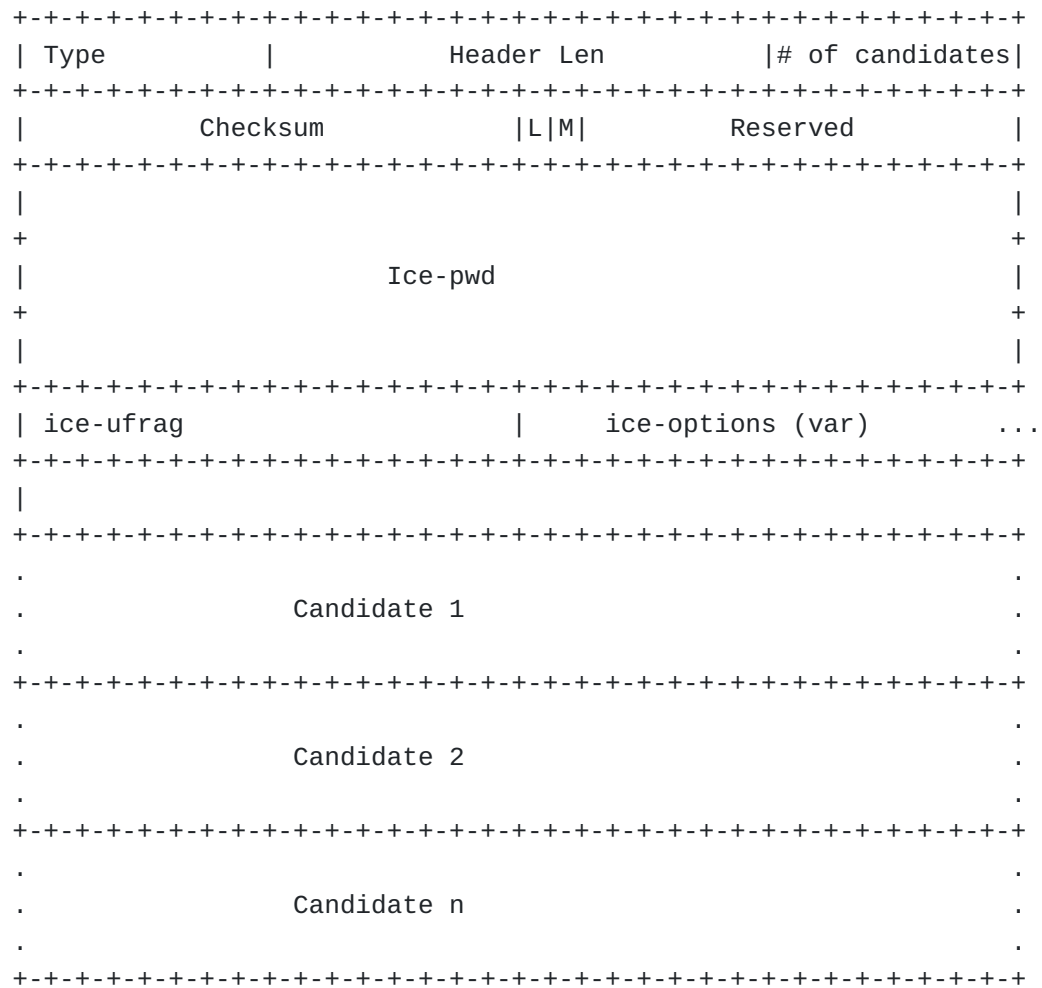 +-+-+-+-+-+-+-+-+-+-+-+-+-+-+-+-+-+-+-+-+-+-+-+-+-+-+-+-+-+-+-+-+
| Type          |           Header Len          |# of candidates|
+-+-+-+-+-+-+-+-+-+-+-+-+-+-+-+-+-+-+-+-+-+-+-+-+-+-+-+-+-+-+-+-+
|           Checksum            |L|M|         Reserved          |
+-+-+-+-+-+-+-+-+-+-+-+-+-+-+-+-+-+-+-+-+-+-+-+-+-+-+-+-+-+-+-+-+
|                                                               |
+                                                               +
|                       Ice-pwd                                 |
+                                                               +
|                                                               |
+-+-+-+-+-+-+-+-+-+-+-+-+-+-+-+-+-+-+-+-+-+-+-+-+-+-+-+-+-+-+-+-+
| ice-ufrag                     |     ice-options (var)        ...
+-+-+-+-+-+-+-+-+-+-+-+-+-+-+-+-+-+-+-+-+-+-+-+-+-+-+-+-+-+-+-+-+
|
+-+-+-+-+-+-+-+-+-+-+-+-+-+-+-+-+-+-+-+-+-+-+-+-+-+-+-+-+-+-+-+-+
.                                                               .
.                 Candidate 1                                   .
.                                                               .
+-+-+-+-+-+-+-+-+-+-+-+-+-+-+-+-+-+-+-+-+-+-+-+-+-+-+-+-+-+-+-+-+
.                                                               .
.                 Candidate 2                                   .
.                                                               .
+-+-+-+-+-+-+-+-+-+-+-+-+-+-+-+-+-+-+-+-+-+-+-+-+-+-+-+-+-+-+-+-+
.                                                               .
.                 Candidate n                                   .
.                                                               .
+-+-+-+-+-+-+-+-+-+-+-+-+-+-+-+-+-+-+-+-+-+-+-+-+-+-+-+-+-+-+-+-+